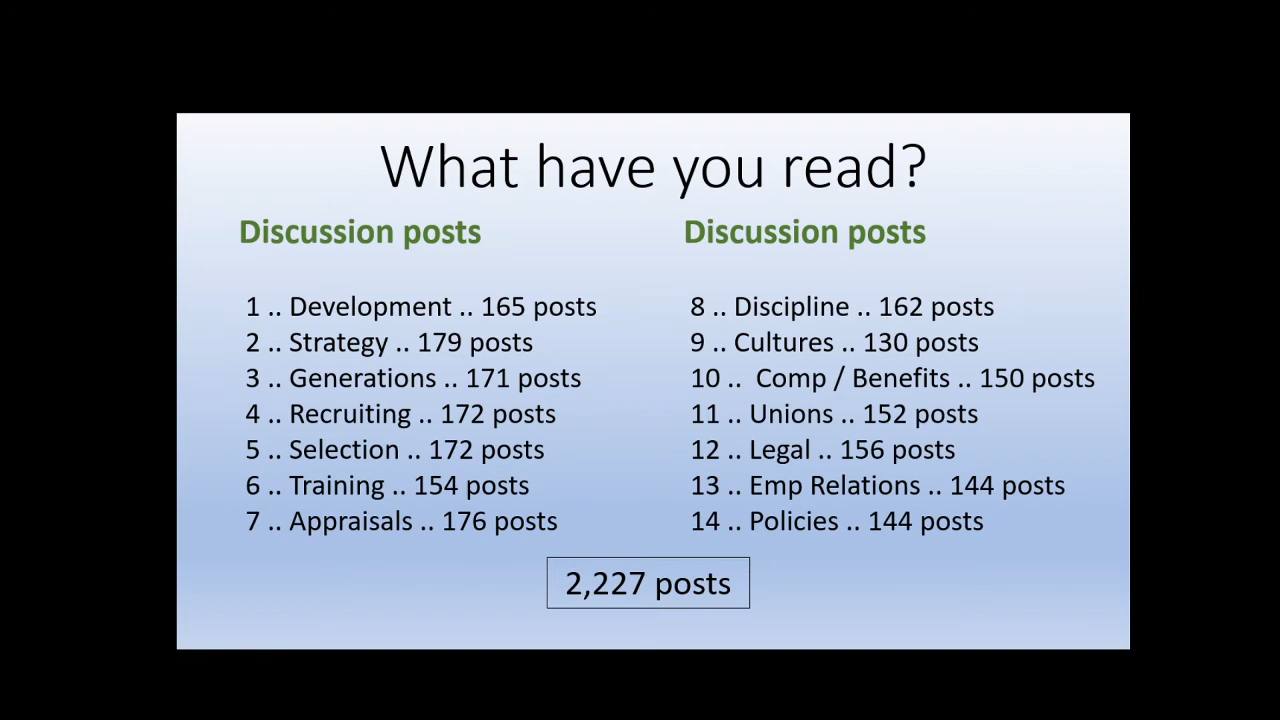 What have you read?
Discussion posts
1 .. Development .. 165 posts
2 .. Strategy .. 179 posts
3 .. Generations .. 171 posts
4 .. Recruiting .. 172 posts
5 .. Selection .. 172 posts
6 .. Training .. 154 posts
7 .. Appraisals .. 176 posts
Discussion posts
8 .. Discipline .. 162 posts
9 .. Cultures .. 130 posts
10 ..  Comp / Benefits .. 150 posts
11 .. Unions .. 152 posts
12 .. Legal .. 156 posts
13 .. Emp Relations .. 144 posts
14 .. Policies .. 144 posts
2,227 posts